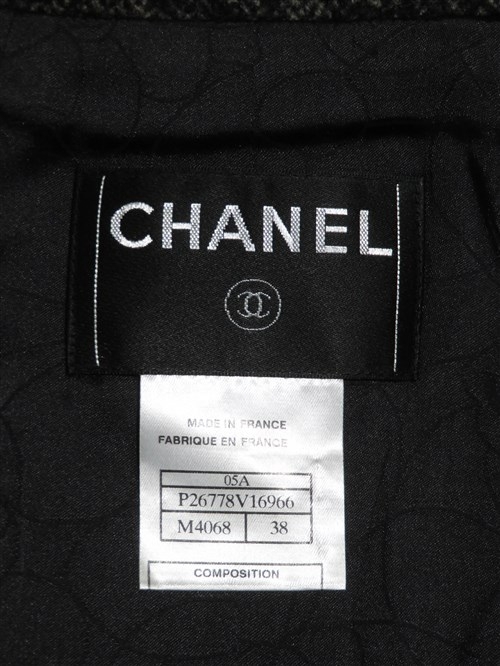 CHANEL
MADE IN FRANCE
FABRIQUE EN FRANCE
05A
P26778V16966
M4068 38
COMPOSITION